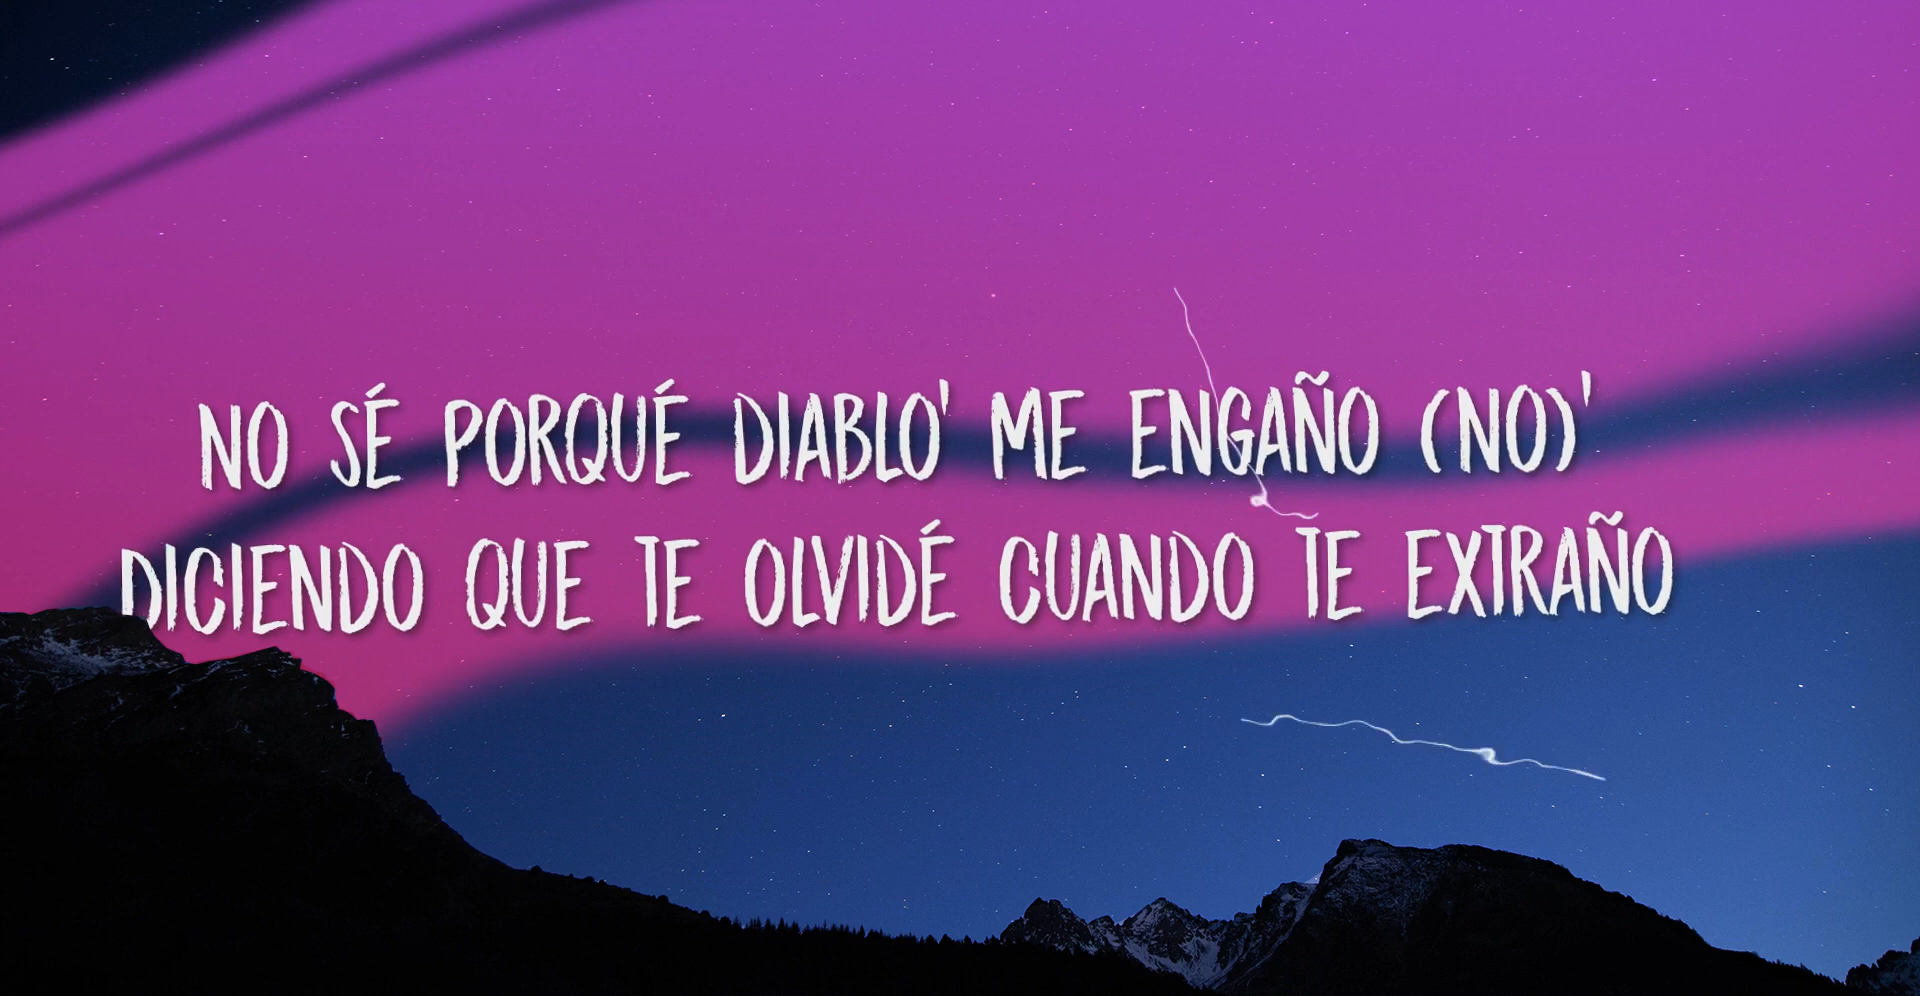 NO SÉ PORQUÉ DIABLO' ME ENGAÑO (NO)'
DICIENDO QUE TE OLVIDÉ CUANDO TE EXTRAÑO